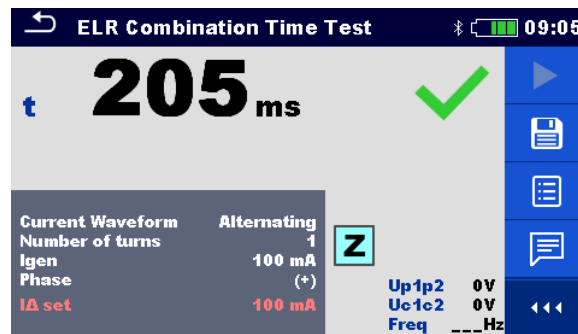 ELR Combination Time Test 09:05
t 205 ms
Current Waveform Alternating
Number of turns 1
Igen 100 mA
Phase (+)
IΔ set 100 mA
Z
Up1p2 0V
Uc1c2 0V
Freq ___Hz